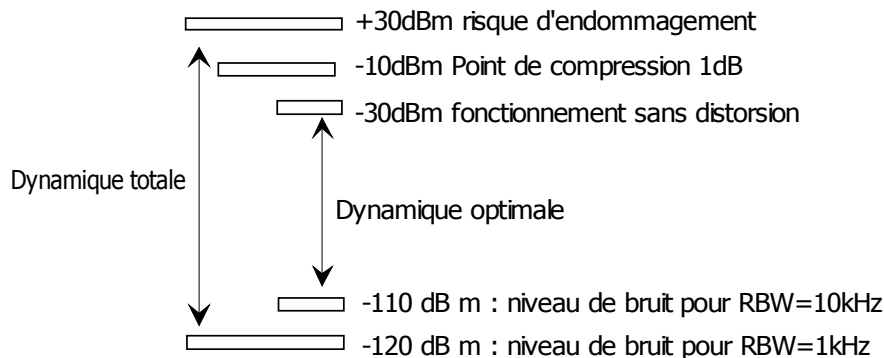 +30dBm risque d'endommagement
-10dBm Point de compression 1dB
-30dBm fonctionnement sans distorsion
Dynamique totale
Dynamique optimale
-110 dB m : niveau de bruit pour RBW=10kHz
-120 dB m : niveau de bruit pour RBW=1kHz